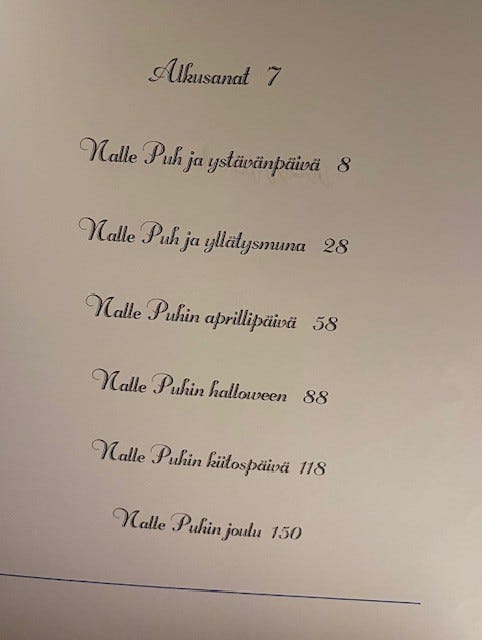 Alkusanat 7
Nalle Puh ja ystävänpäivä 8
Nalle Puh ja yllätysmuna 28
Nalle Puhin aprillipäivä 58
Nalle Puhin halloween 88
Nalle Puhin kiitospäivä 118
Nalle Puhin joulu 150